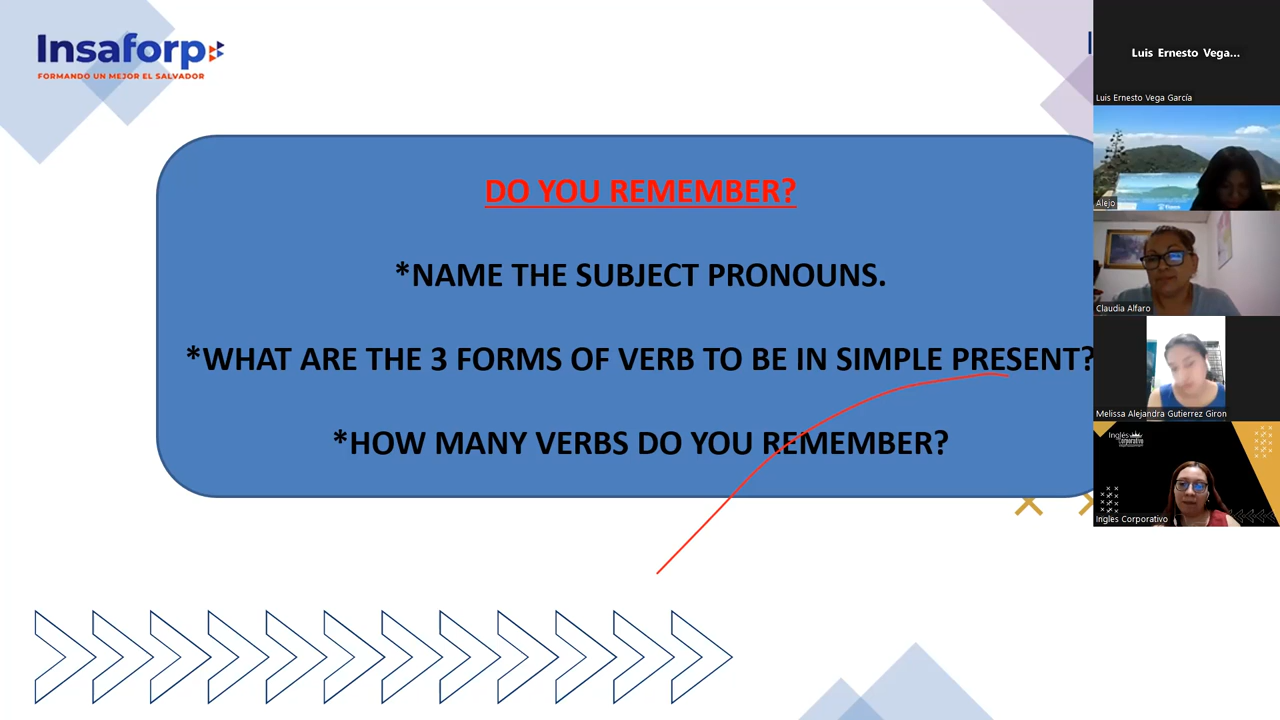 Insaforp
FORMANDO UN MEJOR EL SALVADOR
DO YOU REMEMBER?
*NAME THE SUBJECT PRONOUNS.
*WHAT ARE THE 3 FORMS OF VERB TO BE IN SIMPLE PRESENT?
*HOW MANY VERBS DO YOU REMEMBER?
Luis Ernesto Vega...
Luis Ernesto Vega García
Alejo
Claudia Alfaro
Melissa Alejandra Gutierrez Giron
Inglés
Corporativo
Ingles Corporativo